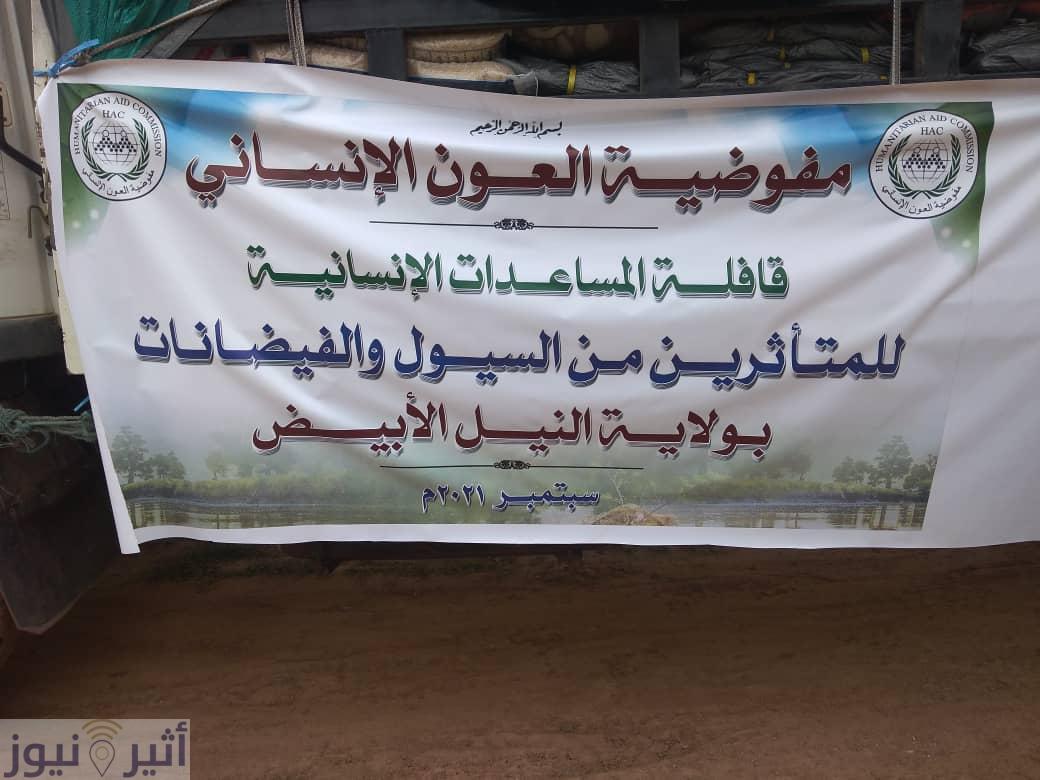 بسم الله الرحمن الرحيم
HUMANITARIAN AID COMMISSION
HAC
مفوضية العون الإنساني
HUMANITARIAN AID COMMISSION
HAC
مفوضية العون الإنساني
مفوضية العون الإنساني
قافلة المساعدات الإنسانية
للمتأثرين من السيول والفيضانات
بولاية النيل الأبيض
سبتمبر ٢٠٢١م
أثير نيوز